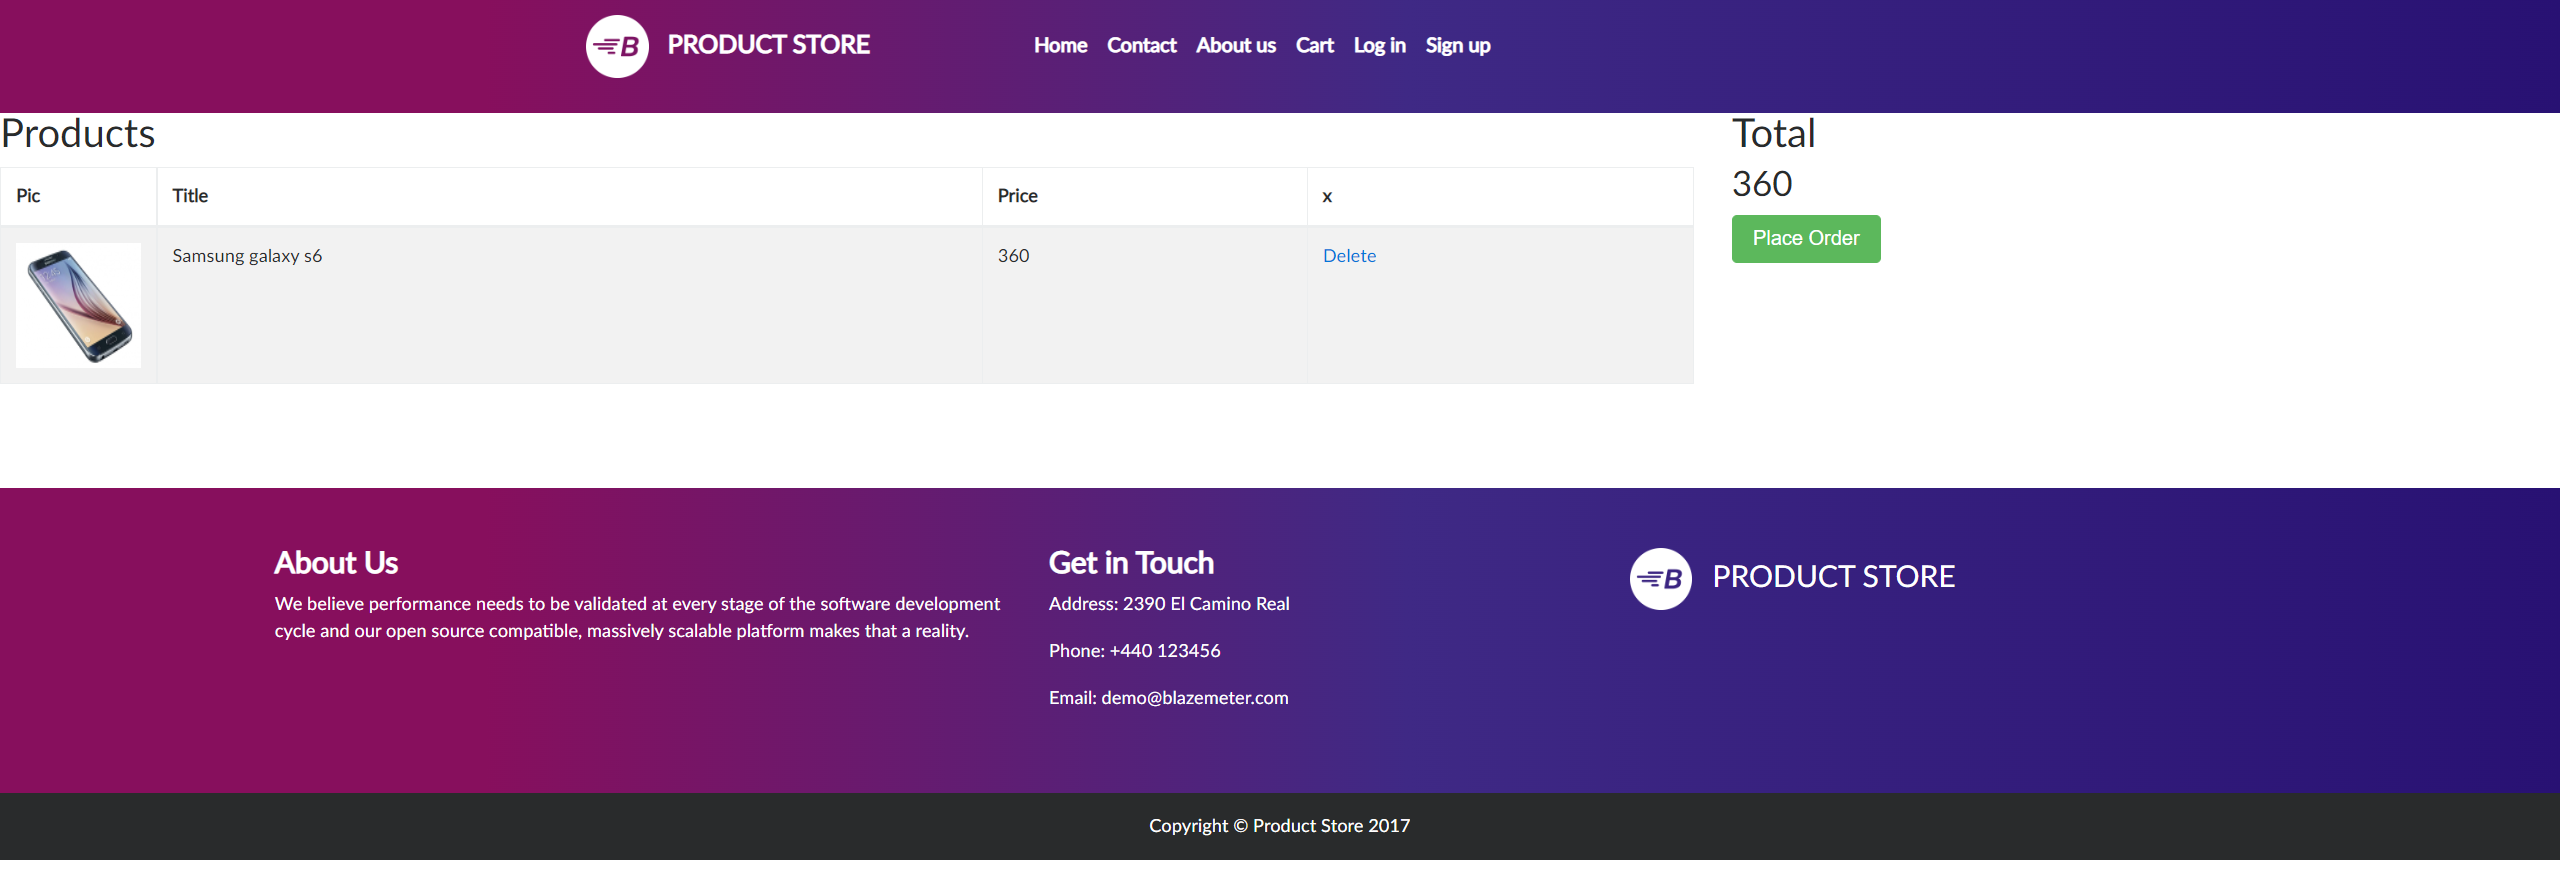 B PRODUCT STORE
Home Contact About us Cart Log in Sign up
Products
Pic Title Price x
Samsung galaxy s6 360 Delete
Total
360
Place Order
About Us
We believe performance needs to be validated at every stage of the software development
cycle and our open source compatible, massively scalable platform makes that a reality.
Get in Touch
Address: 2390 El Camino Real
Phone: +440 123456
Email: demo@blazemeter.com
B PRODUCT STORE
Copyright © Product Store 2017